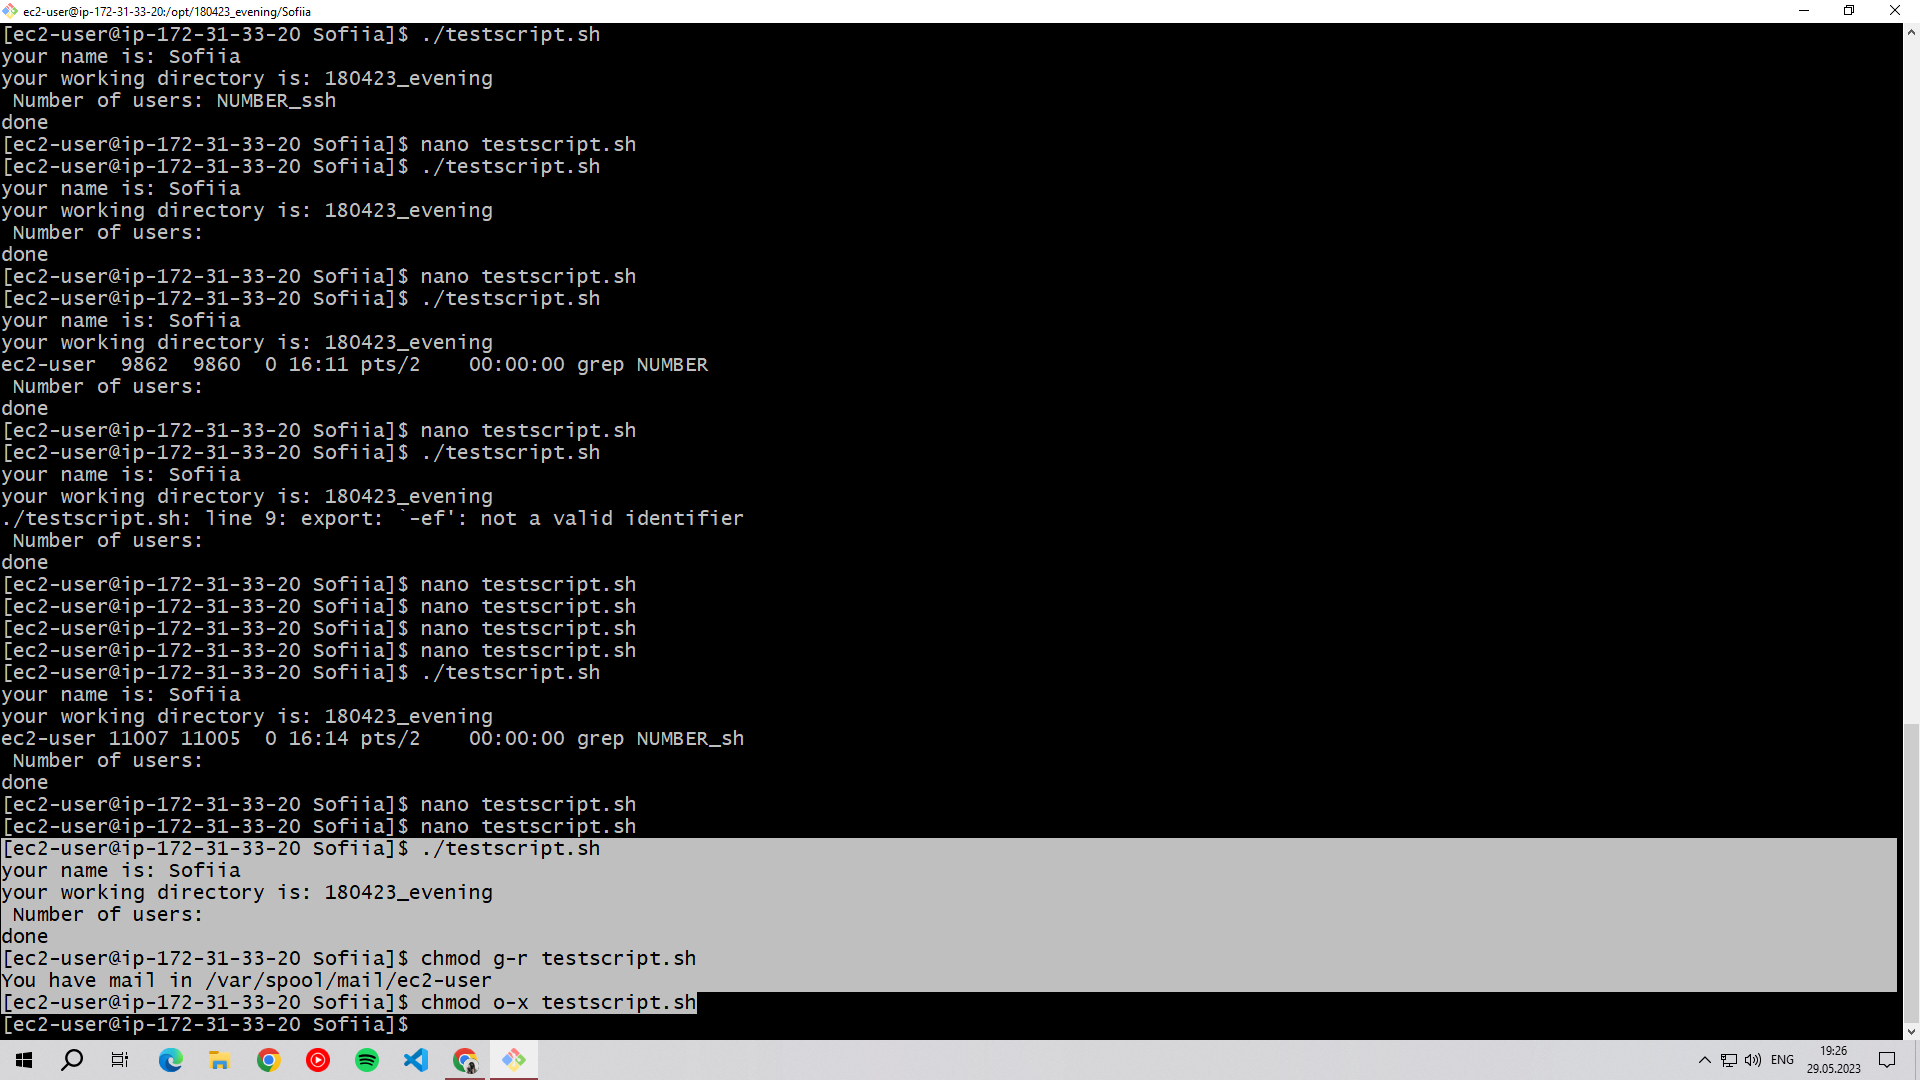 ec2-user@ip-172-31-33-20:/opt/180423_evening/Sofiia
[ec2-user@ip-172-31-33-20 Sofiia]$ ./testscript.sh
your name is: Sofiia
your working directory is: 180423_evening
 Number of users: NUMBER_ssh
done
[ec2-user@ip-172-31-33-20 Sofiia]$ nano testscript.sh
[ec2-user@ip-172-31-33-20 Sofiia]$ ./testscript.sh
your name is: Sofiia
your working directory is: 180423_evening
 Number of users:
done
[ec2-user@ip-172-31-33-20 Sofiia]$ nano testscript.sh
[ec2-user@ip-172-31-33-20 Sofiia]$ ./testscript.sh
your name is: Sofiia
your working directory is: 180423_evening
ec2-user  9862  9860  0 16:11 pts/2    00:00:00 grep NUMBER
 Number of users:
done
[ec2-user@ip-172-31-33-20 Sofiia]$ nano testscript.sh
[ec2-user@ip-172-31-33-20 Sofiia]$ ./testscript.sh
your name is: Sofiia
your working directory is: 180423_evening
./testscript.sh: line 9: export: `-ef': not a valid identifier
 Number of users:
done
[ec2-user@ip-172-31-33-20 Sofiia]$ nano testscript.sh
[ec2-user@ip-172-31-33-20 Sofiia]$ nano testscript.sh
[ec2-user@ip-172-31-33-20 Sofiia]$ nano testscript.sh
[ec2-user@ip-172-31-33-20 Sofiia]$ nano testscript.sh
[ec2-user@ip-172-31-33-20 Sofiia]$ ./testscript.sh
your name is: Sofiia
your working directory is: 180423_evening
ec2-user 11007 11005  0 16:14 pts/2    00:00:00 grep NUMBER_sh
 Number of users:
done
[ec2-user@ip-172-31-33-20 Sofiia]$ nano testscript.sh
[ec2-user@ip-172-31-33-20 Sofiia]$ nano testscript.sh
[ec2-user@ip-172-31-33-20 Sofiia]$ ./testscript.sh
your name is: Sofiia
your working directory is: 180423_evening
 Number of users:
done
[ec2-user@ip-172-31-33-20 Sofiia]$ chmod g-r testscript.sh
You have mail in /var/spool/mail/ec2-user
[ec2-user@ip-172-31-33-20 Sofiia]$ chmod o-x testscript.sh
[ec2-user@ip-172-31-33-20 Sofiia]$
ENG
19:26
29.05.2023